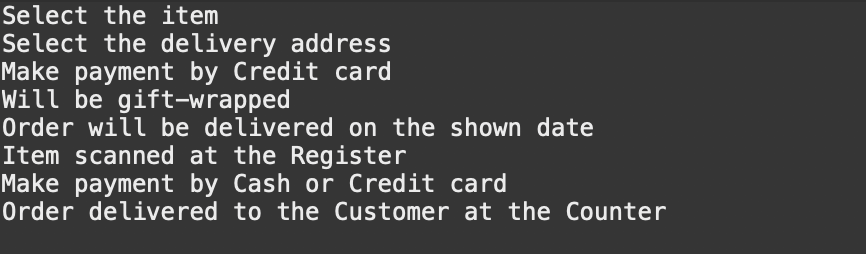 Select the item
Select the delivery address
Make payment by Credit card
Will be gift-wrapped
Order will be delivered on the shown date
Item scanned at the Register
Make payment by Cash or Credit card
Order delivered to the Customer at the Counter